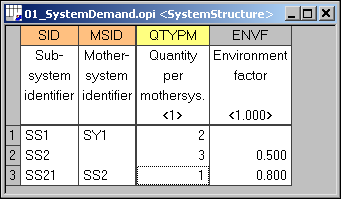 01_SystemDemand.opi <SystemStructure>
SID MSID QTYPM ENVF
Sub- Mother- Quantity Environment
system system- per factor
identifier identifier mothersys.
<1> <1.000>
1 SS1 SY1 2
2 SS2 3 0.500
3 SS21 SS2 1 0.800